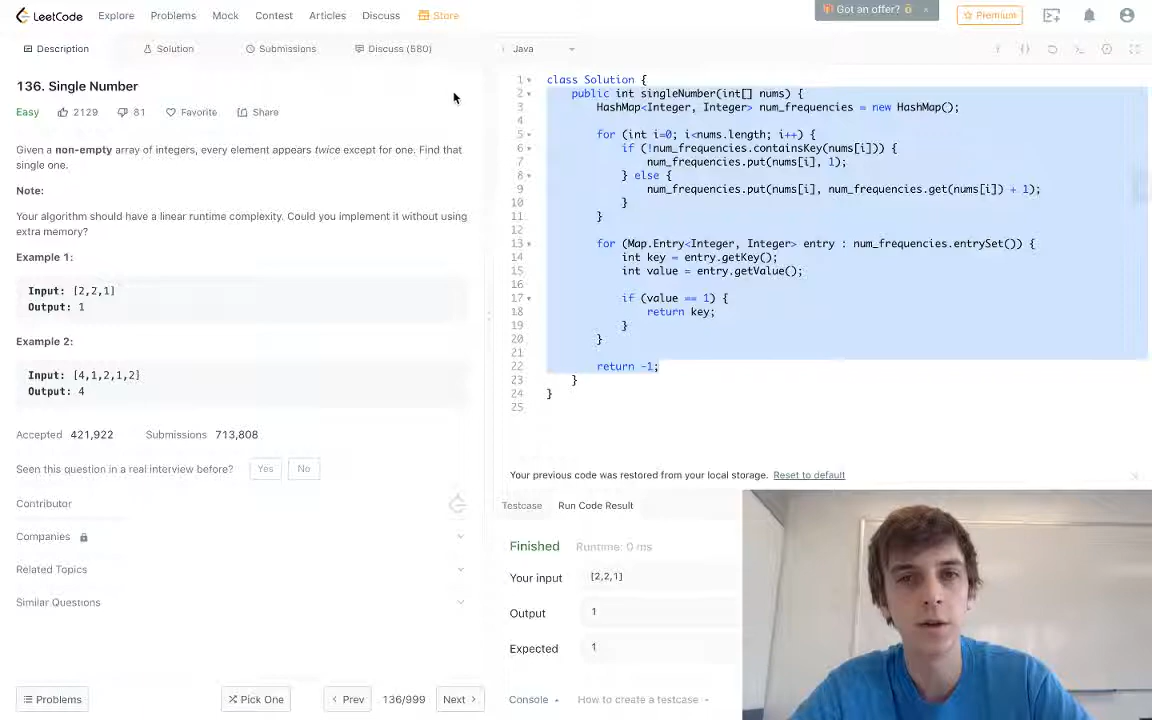 LeetCode Explore Problems Mock Contest Articles Discuss Store
Got an offer? × Premium
Description Solution Submissions Discuss (580)
Java
136. Single Number
Easy 2129 81 Favorite Share
Given a non-empty array of integers, every element appears twice except for one. Find that
single one.
Note:
Your algorithm should have a linear runtime complexity. Could you implement it without using
extra memory?
Example 1:
Input: [2,2,1]
Output: 1
Example 2:
Input: [4,1,2,1,2]
Output: 4
Accepted 421,922 Submissions 713,808
Seen this question in a real interview before? Yes No
Contributor
Companies
Related Topics
Similar Questions
Problems Pick One Prev 136/999 Next
1 class Solution {
2 public int singleNumber(int[] nums) {
3 HashMap<Integer, Integer> num_frequencies = new HashMap();
4
5 for (int i=0; i<nums.length; i++) {
6 if (!num_frequencies.containsKey(nums[i])) {
7 num_frequencies.put(nums[i], 1);
8 } else {
9 num_frequencies.put(nums[i], num_frequencies.get(nums[i]) + 1);
10 }
11 }
12
13 for (Map.Entry<Integer, Integer> entry : num_frequencies.entrySet()) {
14 int key = entry.getKey();
15 int value = entry.getValue();
16
17 if (value == 1) {
18 return key;
19 }
20 }
21
22 return -1;
23 }
24 }
25
Your previous code was restored from your local storage. Reset to default
Testcase Run Code Result
Finished Runtime: 0 ms
Your input [2,2,1]
Output 1
Expected 1
Console How to create a testcase